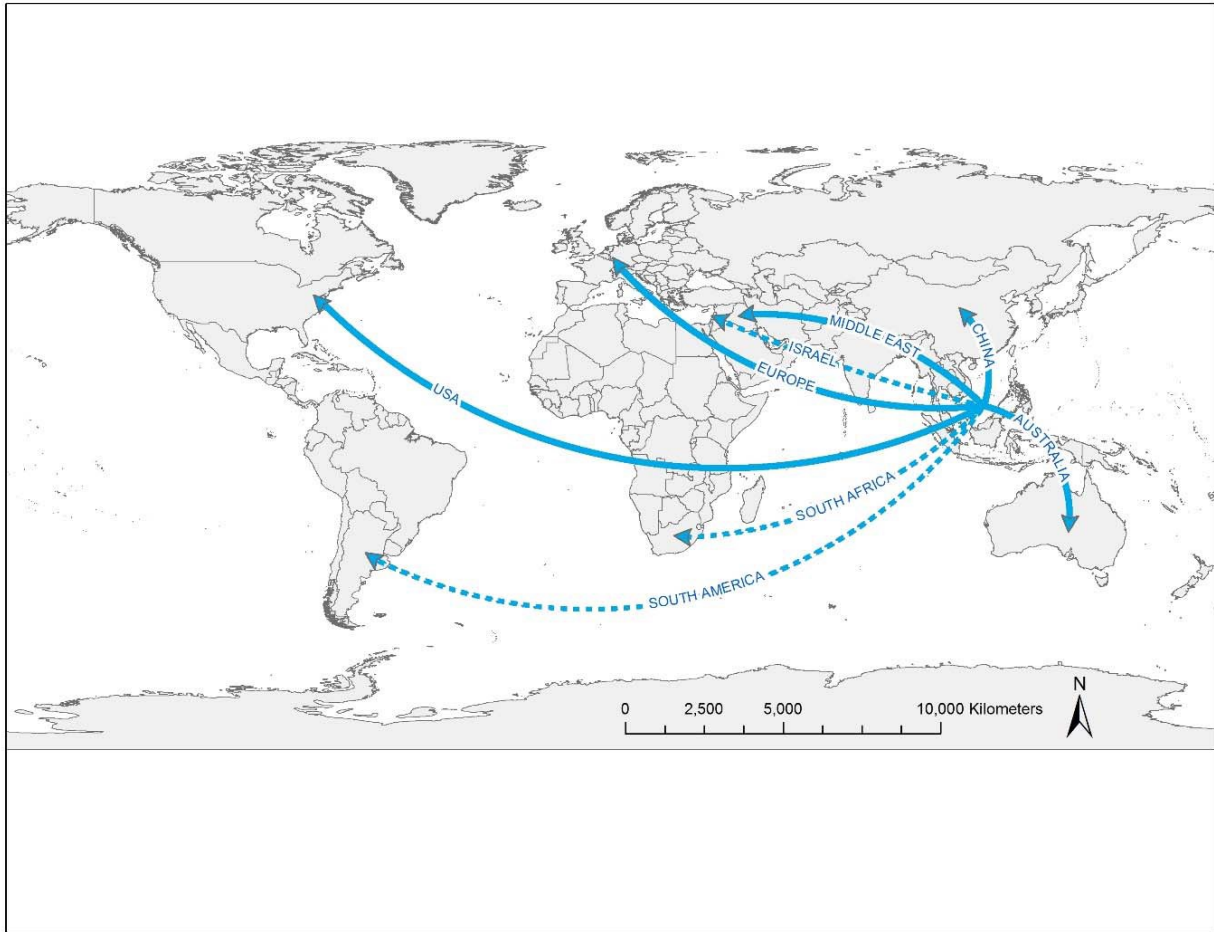 MIDDLE EAST
ISRAEL
CHINA
EUROPE
USA
AUSTRALIA
SOUTH AFRICA
SOUTH AMERICA
N
0 2,500 5,000 10,000 Kilometers